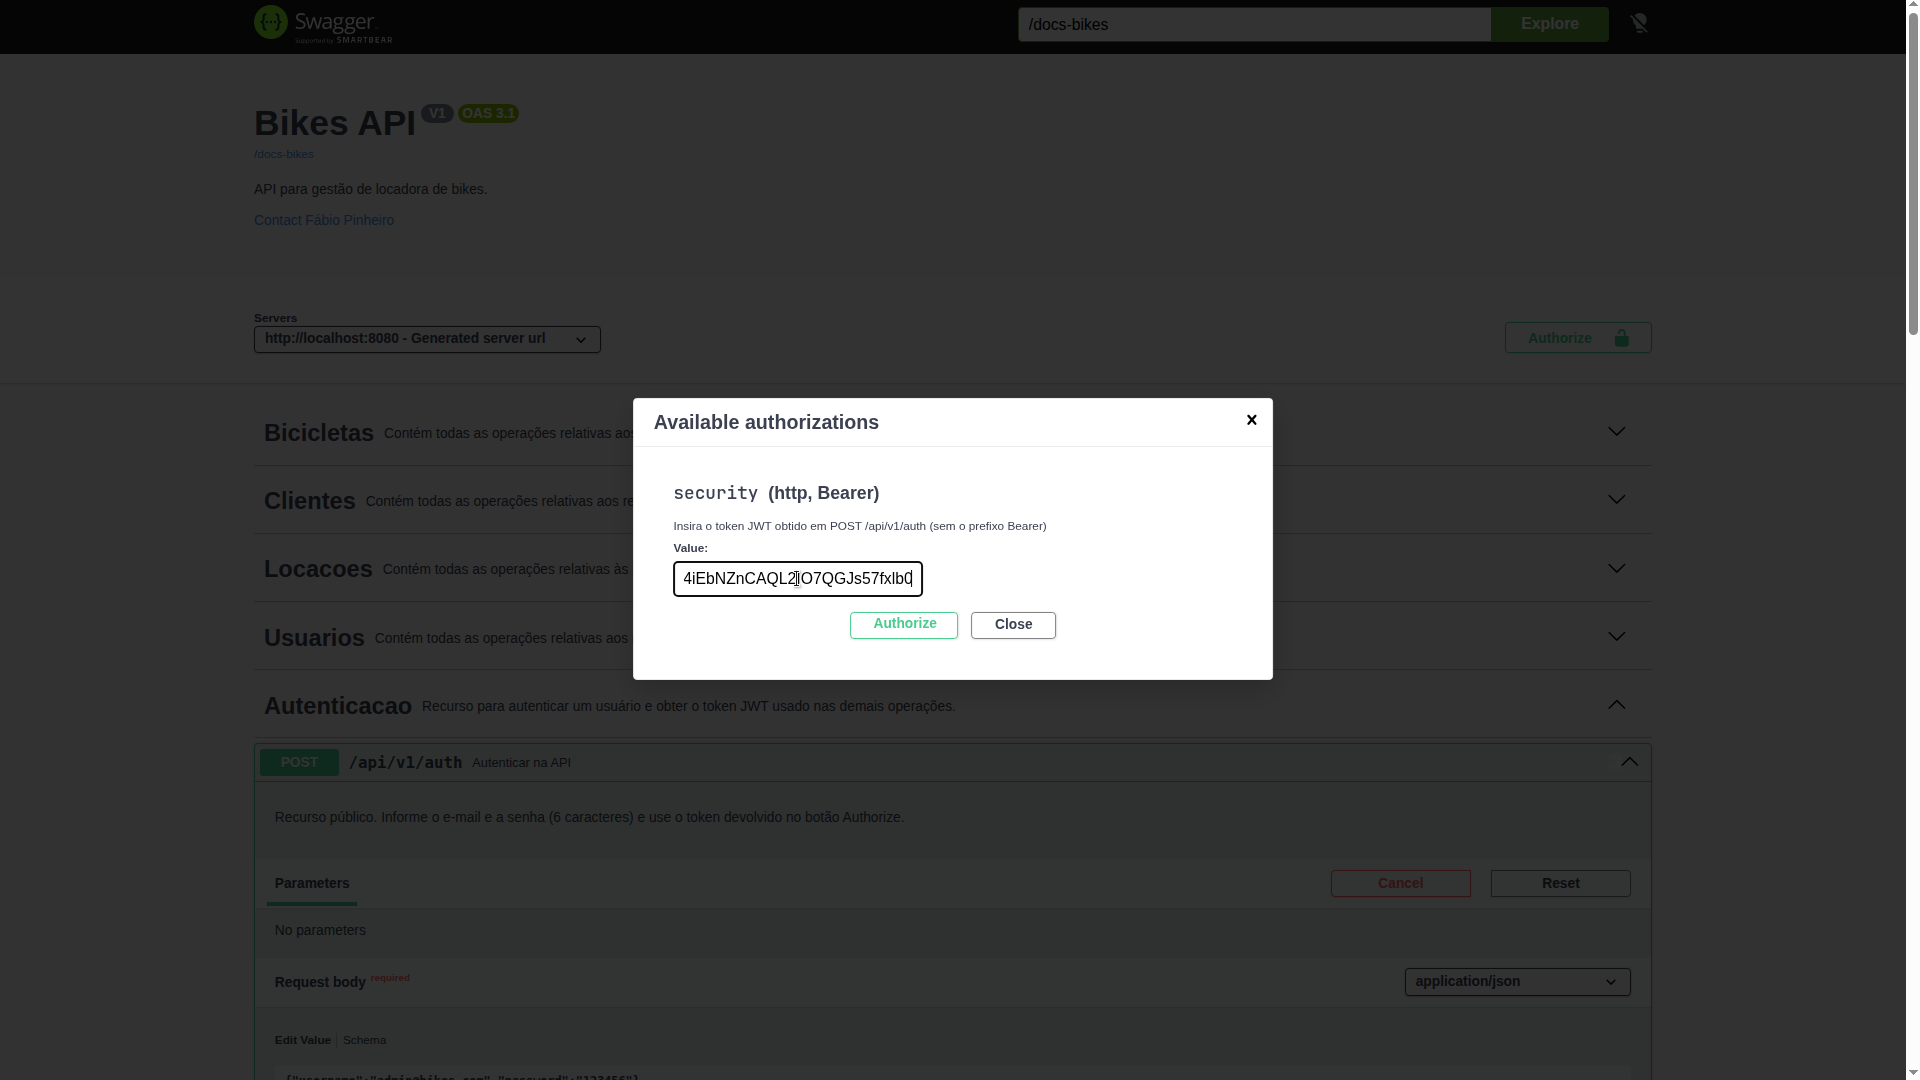 Swagger
Supported by SMARTBEAR
/docs-bikes
Explore
Bikes API V1 OAS 3.1
/docs-bikes
API para gestão de locadora de bikes.
Contact Fábio Pinheiro
Servers
http://localhost:8080 - Generated server url
Authorize
Available authorizations
Bicicletas Contém todas as operações relativas aos
security (http, Bearer)
Clientes Contém todas as operações relativas aos re
Insira o token JWT obtido em POST /api/v1/auth (sem o prefixo Bearer)
Value:
Locacoes Contém todas as operações relativas às
Authorize
Close
Usuarios Contém todas as operações relativas aos
Autenticacao Recurso para autenticar um usuário e obter o token JWT usado nas demais operações.
POST /api/v1/auth Autenticar na API
Recurso público. Informe o e-mail e a senha (6 caracteres) e use o token devolvido no botão Authorize.
Parameters
Cancel
Reset
No parameters
Request body required
application/json
Edit Value Schema